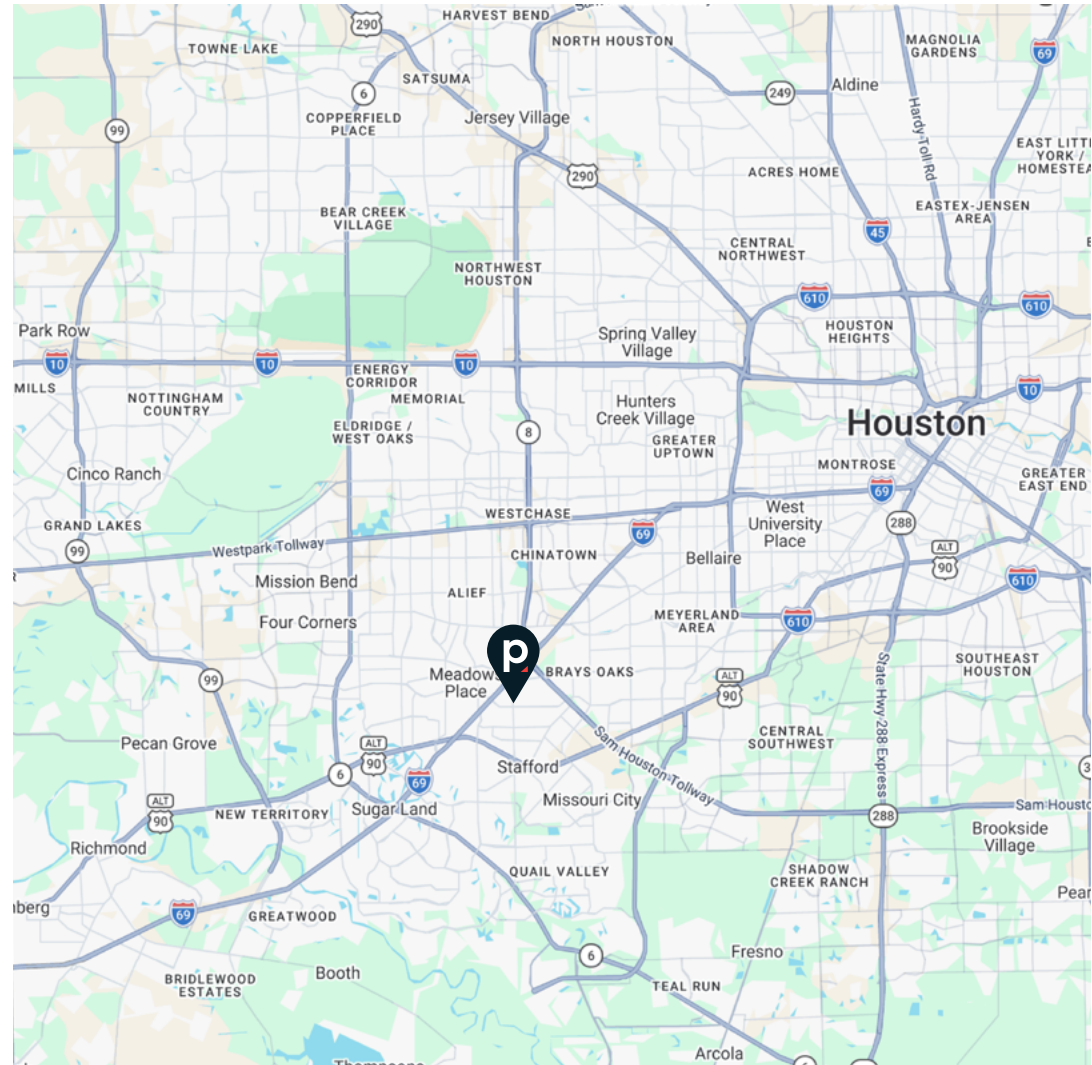 HARVEST BEND
290
TOWNE LAKE
NORTH HOUSTON
MAGNOLIA
GARDENS
69
SATSUMA
6
249
Aldine
COPPERFIELD
PLACE
Jersey Village
99
Hardy Toll Rd
290
ACRES HOME
EAST LITT
YORK /
HOMESTEA
BEAR CREEK
VILLAGE
EASTEX-JENSEN
AREA
45
CENTRAL
NORTHWEST
NORTHWEST
HOUSTON
610
610
Park Row
Spring Valley
Village
HOUSTON
HEIGHTS
10
10
10
ENERGY
CORRIDOR
10
MILLS
NOTTINGHAM
COUNTRY
MEMORIAL
Hunters
Creek Village
ELDRIDGE /
WEST OAKS
8
Houston
GREATER
UPTOWN
Cinco Ranch
MONTROSE
GREATER
EAST END
69
GRAND LAKES
WESTCHASE
West
University
Place
288
69
99
Westpark Tollway
CHINATOWN
Bellaire
ALT
90
Mission Bend
610
ALIEF
Four Corners
MEYERLAND
AREA
610
p
SOUTHEAST
HOUSTON
Meadows
Place
BRAYS OAKS
99
ALT
90
State Hwy 288 Express
Pecan Grove
ALT
90
CENTRAL
SOUTHWEST
Sam Houston Tollway
Stafford
6
69
3
Missouri City
ALT
90
NEW TERRITORY
Sugar Land
288
Sam Housto
Richmond
Brookside
Village
QUAIL VALLEY
SHADOW
CREEK RANCH
Pear
nberg
69
GREATWOOD
6
Fresno
BRIDLEWOOD
ESTATES
Booth
TEAL RUN
Arcola